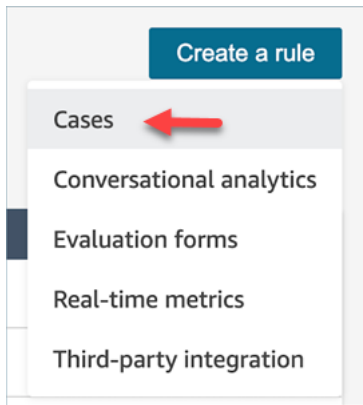 Create a rule
Cases
Conversational analytics
Evaluation forms
Real-time metrics
Third-party integration